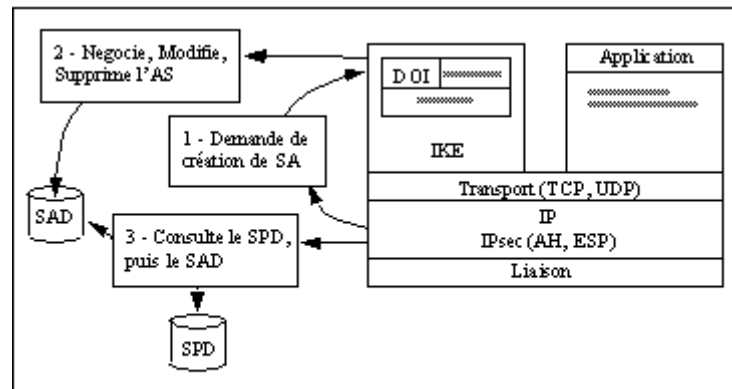 2 - Negocie, Modifie,
Supprime l'AS
1 - Demande de
création de SA
SAD
3 - Consulte le SPD,
puis le SAD
SPD
DOI
IKE
Application
Transport (TCP, UDP)
IP
IPsec (AH, ESP)
Liaison